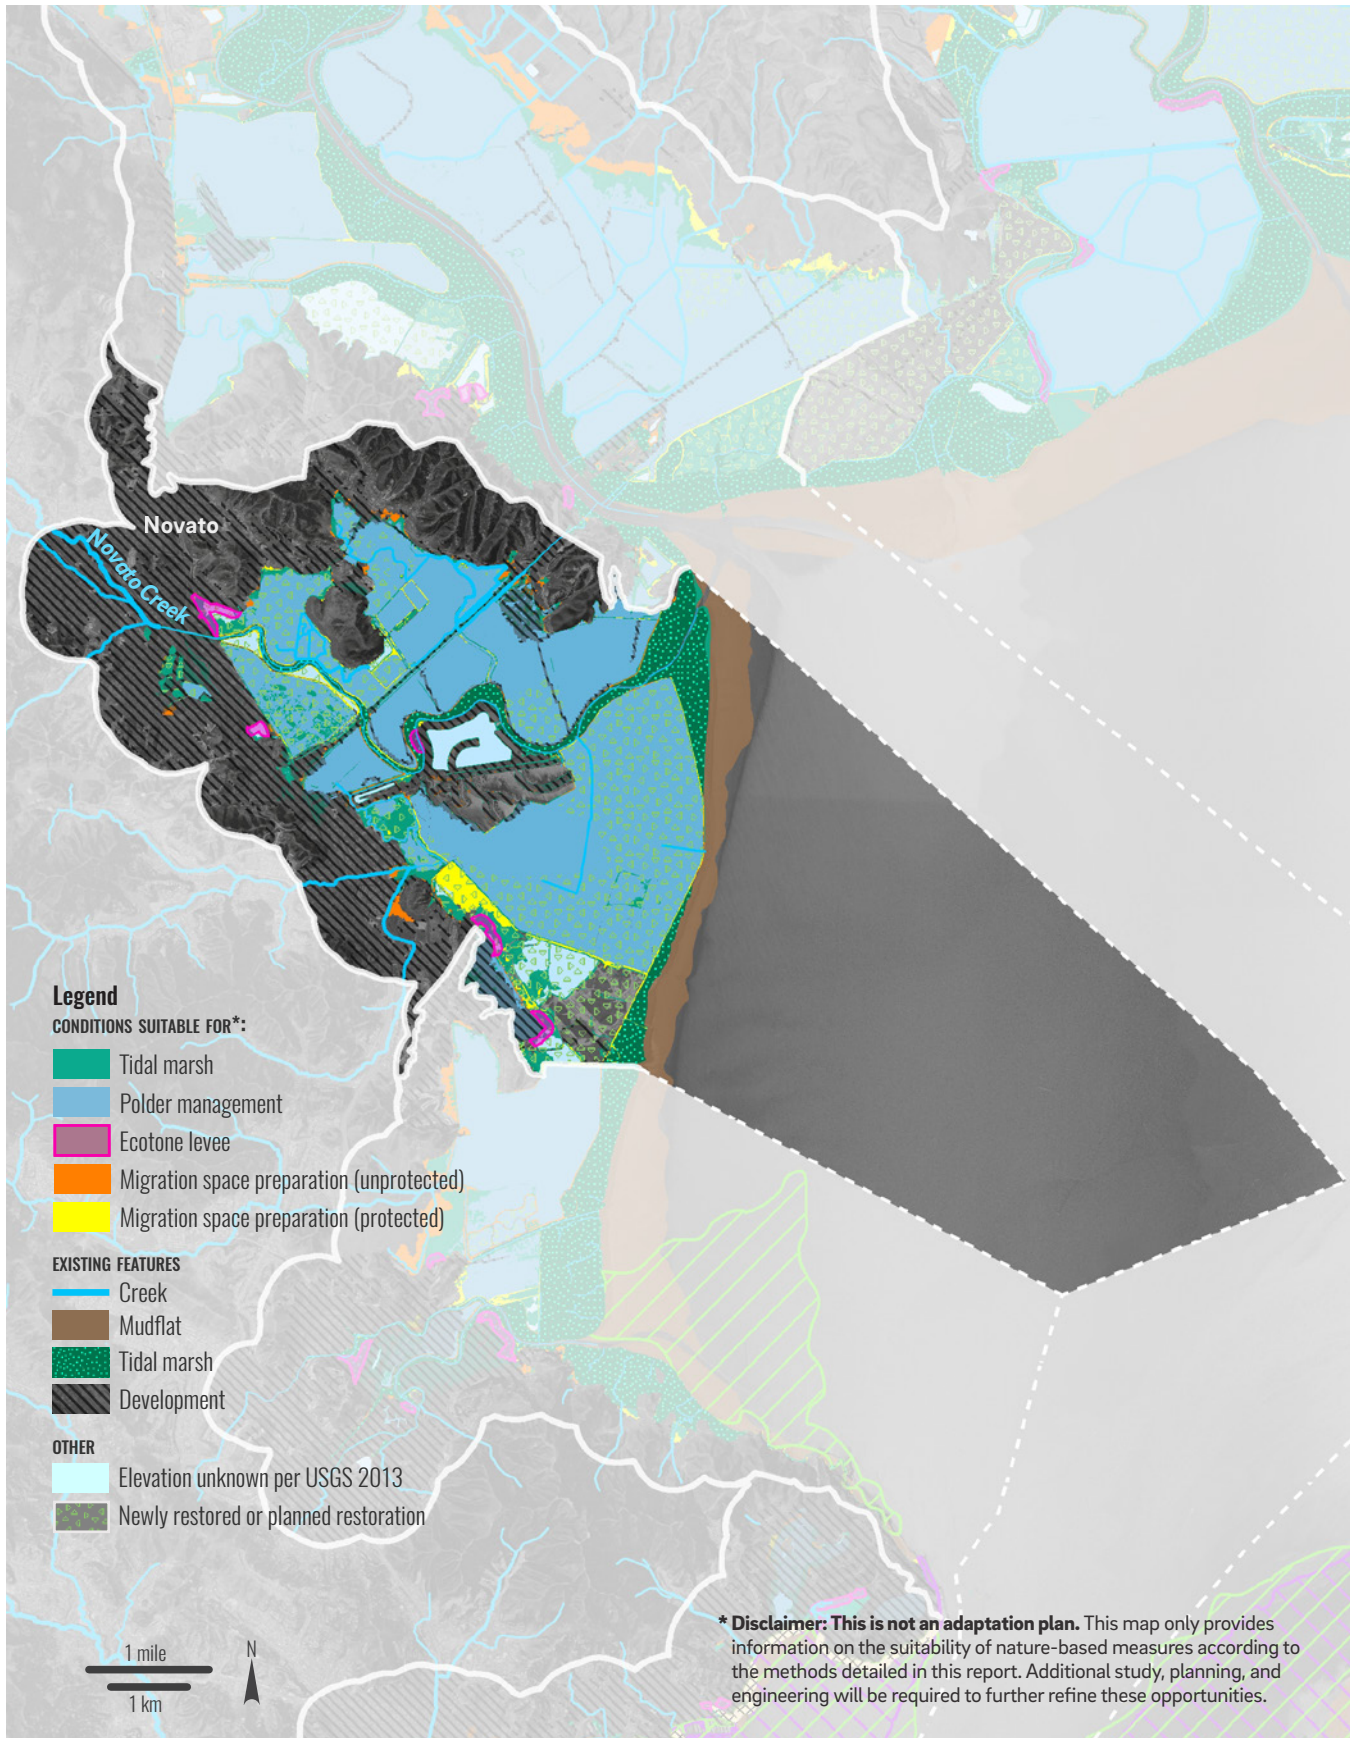 Novato
Novato Creek
Legend
CONDITIONS SUITABLE FOR*:
Tidal marsh
Polder management
Ecotone levee
Migration space preparation (unprotected)
Migration space preparation (protected)
EXISTING FEATURES
Creek
Mudflat
Tidal marsh
Development
OTHER
Elevation unknown per USGS 2013
Newly restored or planned restoration
1 mile
1 km
N
* Disclaimer: This is not an adaptation plan. This map only provides
information on the suitability of nature-based measures according to
the methods detailed in this report. Additional study, planning, and
engineering will be required to further refine these opportunities.